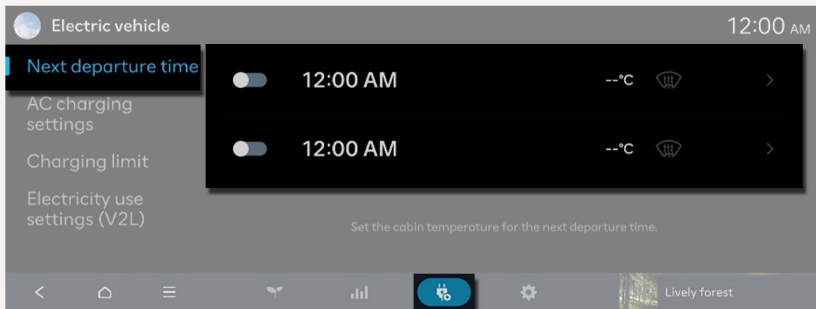 Electric vehicle
12:00 AM
Next departure time
AC charging
settings
Charging limit
Electricity use
settings (V2L)
12:00 AM --°C
12:00 AM --°C
Set the cabin temperature for the next departure time.
Lively forest